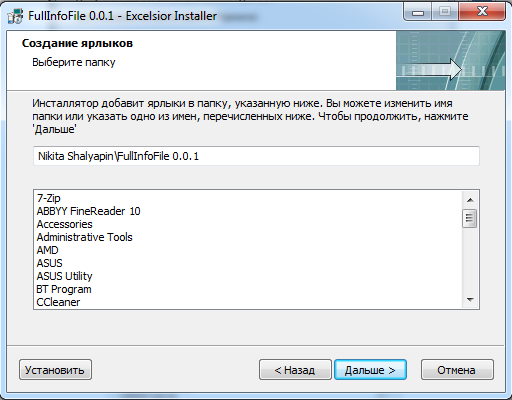 FullInfoFile 0.0.1 - Excelsior Installer
Создание ярлыков
Выберите папку
Инсталлятор добавит ярлыки в папку, указанную ниже. Вы можете изменить имя
папки или указать одно из имен, перечисленных ниже. Чтобы продолжить, нажмите
'Дальше'
Nikita Shalyapin\FullInfoFile 0.0.1
7-Zip
ABBYY FineReader 10
Accessories
Administrative Tools
AMD
ASUS
ASUS Utility
BT Program
CCleaner
Установить
< Назад
Дальше >
Отмена